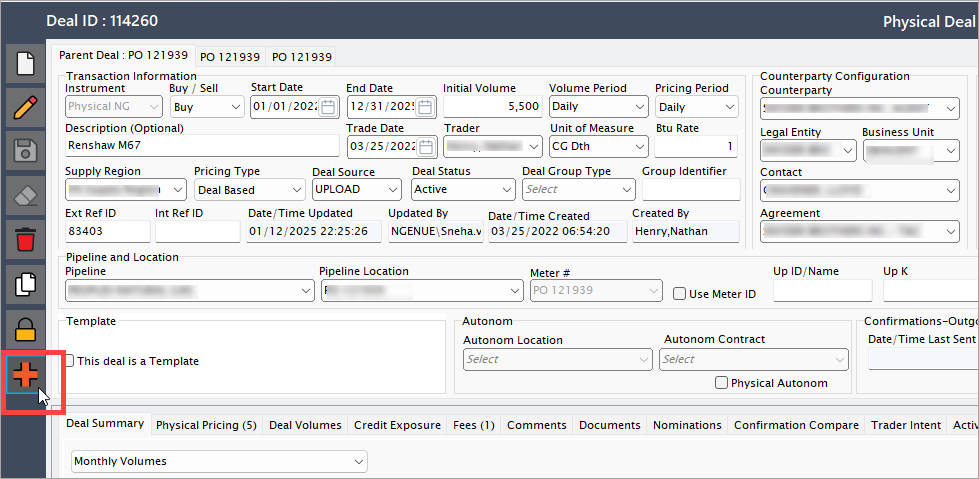 Deal ID : 114260 Physical Deal
Parent Deal : PO 121939 PO 121939 PO 121939
Transaction Information Counterparty Configuration
Instrument Buy / Sell Start Date End Date Initial Volume Volume Period Pricing Period Counterparty
Physical NG Buy 01/01/2022 12/31/2025 5,500 Daily Daily
Description (Optional) Trade Date Trader Unit of Measure Btu Rate Legal Entity Business Unit
Renshaw M67 03/25/2022 CG Dth 1
Supply Region Pricing Type Deal Source Deal Status Deal Group Type Group Identifier Contact
Deal Based UPLOAD Active Select
Ext Ref ID Int Ref ID Date/Time Updated Updated By Date/Time Created Created By Agreement
83403 01/12/2025 22:25:26 NGENUE\Sneha.v 03/25/2022 06:54:20 Henry,Nathan
Pipeline and Location
Pipeline Pipeline Location Meter # Up ID/Name Up K
PO 121939 Use Meter ID
Template Autonom Confirmations-Outgo
This deal is a Template Autonom Location Autonom Contract Date/Time Last Sent
Select Select
Physical Autonom
Deal Summary Physical Pricing (5) Deal Volumes Credit Exposure Fees (1) Comments Documents Nominations Confirmation Compare Trader Intent Activ
Monthly Volumes